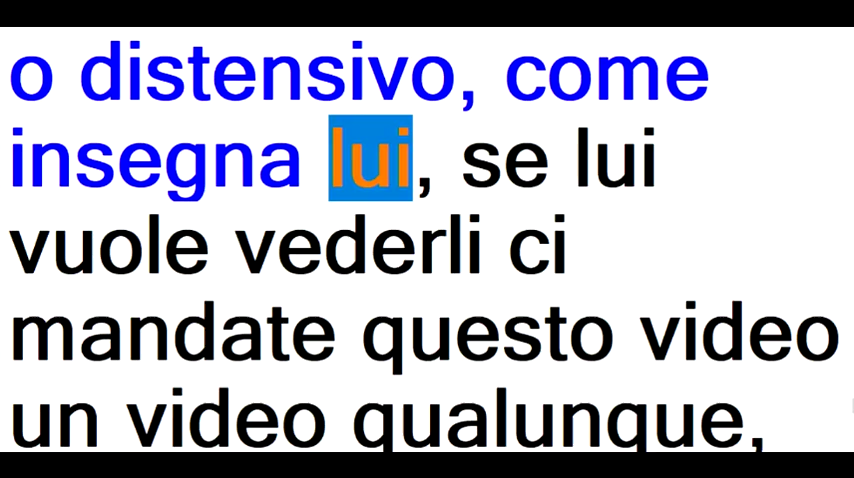 o distensivo, come
insegna lui, se lui
vuole vederli ci
mandate questo video
un video qualunque,